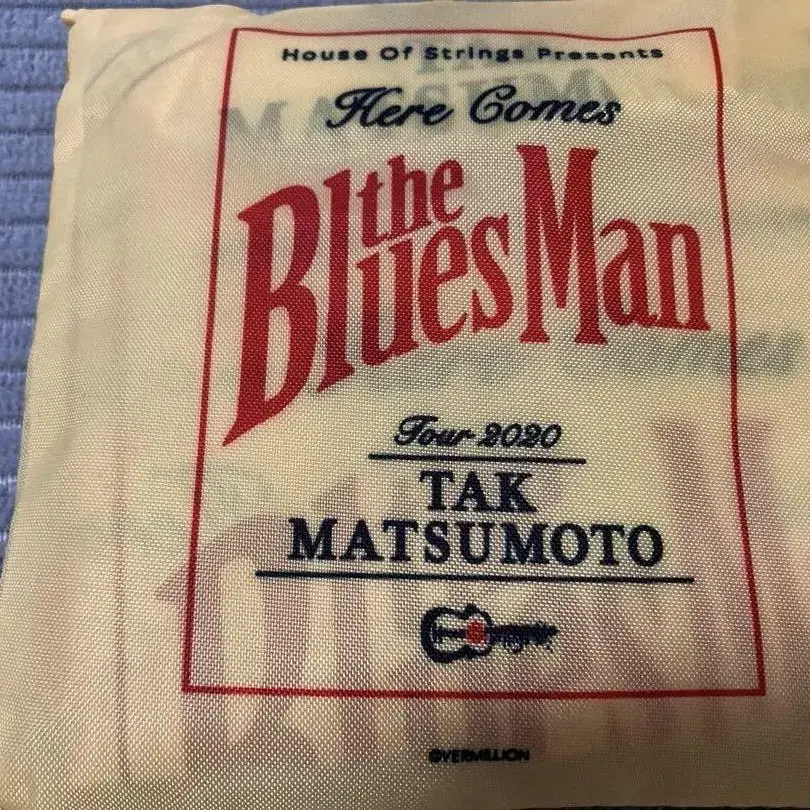 House Of Strings Presents
Here Comes
the
Blues Man
Tour 2020
TAK
MATSUMOTO
©VERMILLION